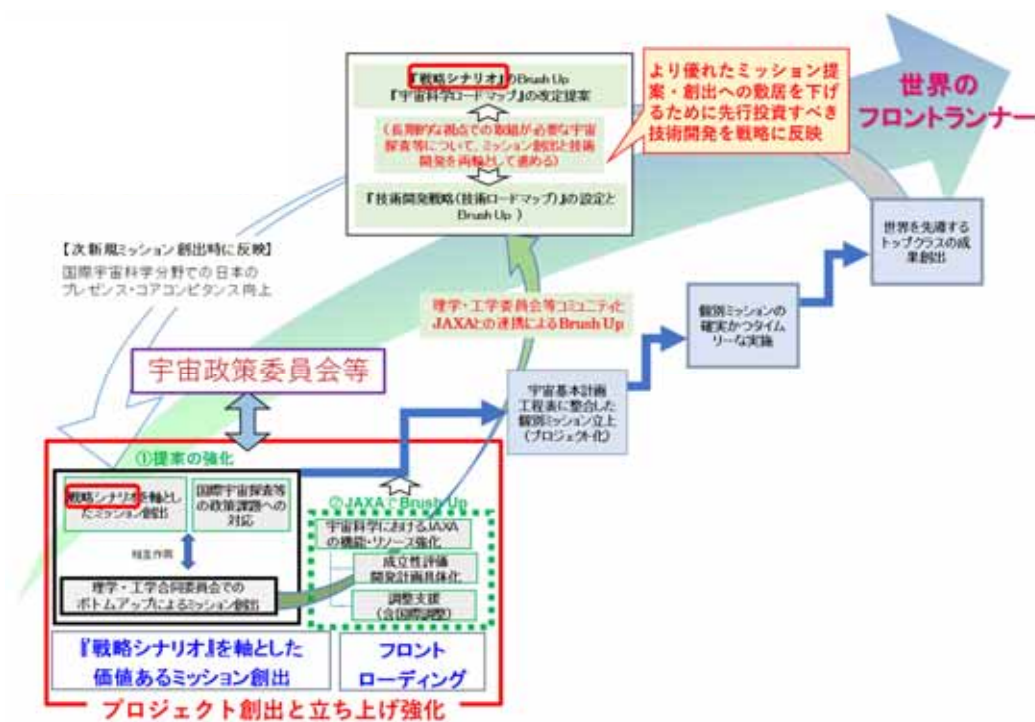 『戦略シナリオ』のBrush Up
『宇宙科学ロードマップ』の改定提案
(長期的な視点での取組が必要な宇宙
探査等について、ミッション創出と技術
開発を両輪として進める)
『技術開発戦略(技術ロードマップ)』の設定と
Brush Up )
より優れたミッション提
案・創出への敷居を下げ
るために先行投資すべき
技術開発を戦略に反映
世界の
フロントランナー
【次新規ミッション創出時に反映】
国際宇宙科学分野での日本の
プレゼンス・コアコンピタンス向上
世界を先導する
トップクラスの成
果創出
理学・工学委員会等コミュニティと
JAXAとの連携によるBrush Up
個別ミッションの
確実かつタイム
リーな実施
宇宙政策委員会等
宇宙基本計画
工程表に整合した
個別ミッション立上
(プロジェクト化)
①提案の強化
戦略シナリオを軸とし
たミッション創出
国際宇宙探査等
の政策課題への
対応
相互作用
理学・工学合同委員会での
ボトムアップによるミッション創出
②JAXAでBrush Up
宇宙科学におけるJAXA
の機能・リソース強化
成立性評価
開発計画具体化
調整支援
(含国際調整)
『戦略シナリオ』を軸とした
価値あるミッション創出
フロント
ローディング
プロジェクト創出と立ち上げ強化